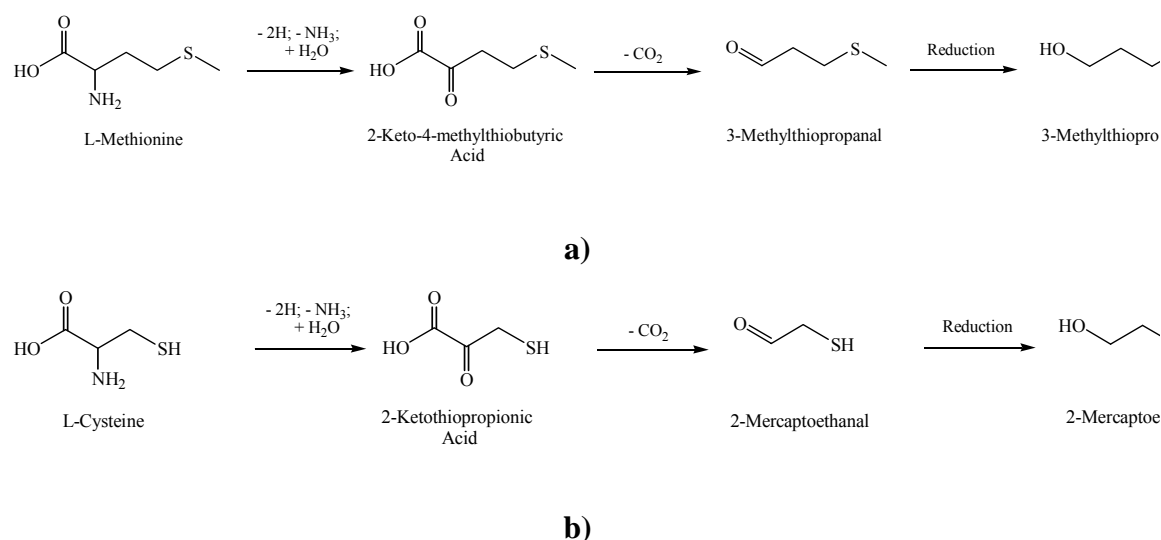 - 2H; - NH₃;
+ H₂O
- CO₂
Reduction
O
HO
NH₂
S
O
HO
O
S
O
S
HO
L-Methionine
2-Keto-4-methylthiobutyric
Acid
3-Methylthiopropanal
3-Methylthiopro
a)
- 2H; - NH₃;
+ H₂O
- CO₂
Reduction
O
HO
NH₂
SH
O
HO
O
SH
O
SH
HO
L-Cysteine
2-Ketothiopropionic
Acid
2-Mercaptoethanal
2-Mercaptoe
b)